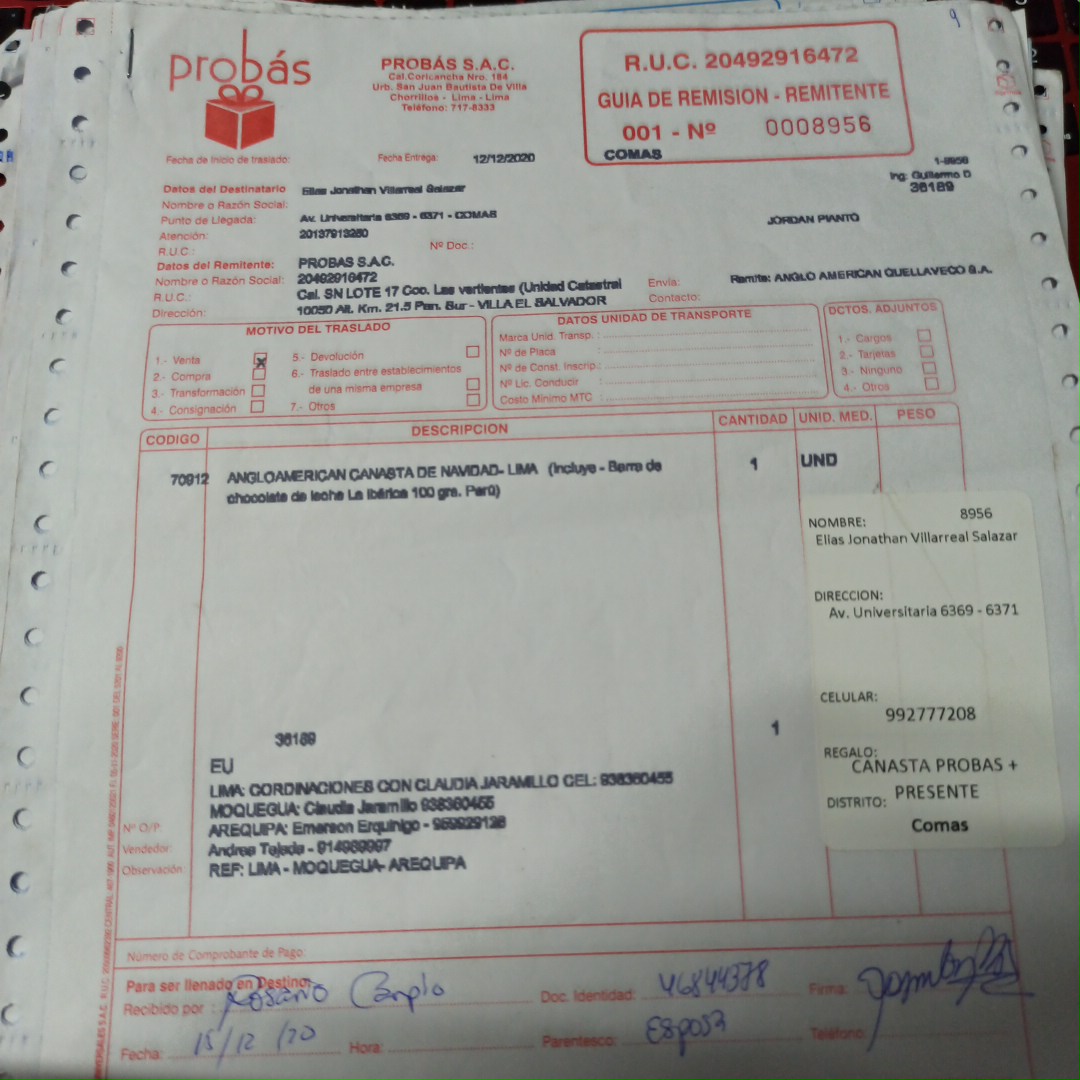 9
probás
PROBÁS S.A.C.
Cal.Coricancha Nro. 184
Urb. San Juan Bautista De Villa
Chorrillos - Lima - Lima
Teléfono: 717-8333
R.U.C. 20492916472
GUIA DE REMISION - REMITENTE
001 - Nº 0008956
COMAS
Fecha de Inicio de traslado:
Fecha Entrega: 12/12/2020
1-8956
Ing: Guillermo D
36189
Datos del Destinatario Elias Jonathan Villarreal Salazar
Nombre o Razón Social:
Punto de Llegada: Av. Universitaria 6369 - 6371 - COMAS
JORDAN PIANTO
Atención: 20137913250
R.U.C.: Nº Doc.:
Datos del Remitente: PROBAS S.A.C.
Nombre o Razón Social: 20492916472
R.U.C.: Cal. SN LOTE 17 Coo. Las vertientes (Unidad Catastral
Dirección: 10050 Alt. Km. 21.5 Pan. Sur - VILLA EL SALVADOR
Envia: Remite: ANGLO AMERICAN QUELLAVECO S.A.
Contacto:
MOTIVO DEL TRASLADO
1.- Venta X
2.- Compra
3.- Transformación
4.- Consignación
5.- Devolución
6.- Traslado entre establecimientos
de una misma empresa
7.- Otros
DATOS UNIDAD DE TRANSPORTE
Marca Unid. Transp. :
Nº de Placa :
Nº de Const. Inscrip.:
Nº Lic. Conducir :
Costo Mínimo MTC :
DCTOS. ADJUNTOS
1.- Cargos
2.- Tarjetas
3.- Ninguno
4.- Otros
CODIGO DESCRIPCION CANTIDAD UNID. MED. PESO
70912 ANGLOAMERICAN CANASTA DE NAVIDAD- LIMA (Incluye - Barra de 1 UND
chocolate de leche La Ibérica 100 grs. Perú)
NOMBRE: 8956
Elias Jonathan Villarreal Salazar
DIRECCION:
Av. Universitaria 6369 - 6371
CELULAR:
992777208
REGALO:
CANASTA PROBAS +
PRESENTE
DISTRITO:
Comas
36189 1
EU
LIMA: CORDINACIONES CON CLAUDIA JARAMILLO CEL: 938360455
MOQUEGUA: Claudia Jaramillo 938360455
Nº O/P. AREQUIPA: Emerson Erquinigo - 959929128
Vendedor: Andrea Tejada - 914989997
Observación: REF: LIMA - MOQUEGUA- AREQUIPA
Número de Comprobante de Pago:
Para ser llenado en Destino:
Recibido por : Rosario Doc. Identidad: 46844378 Firma:
Fecha: 15/12/20 Hora: Parentesco: Esposa Teléfono: